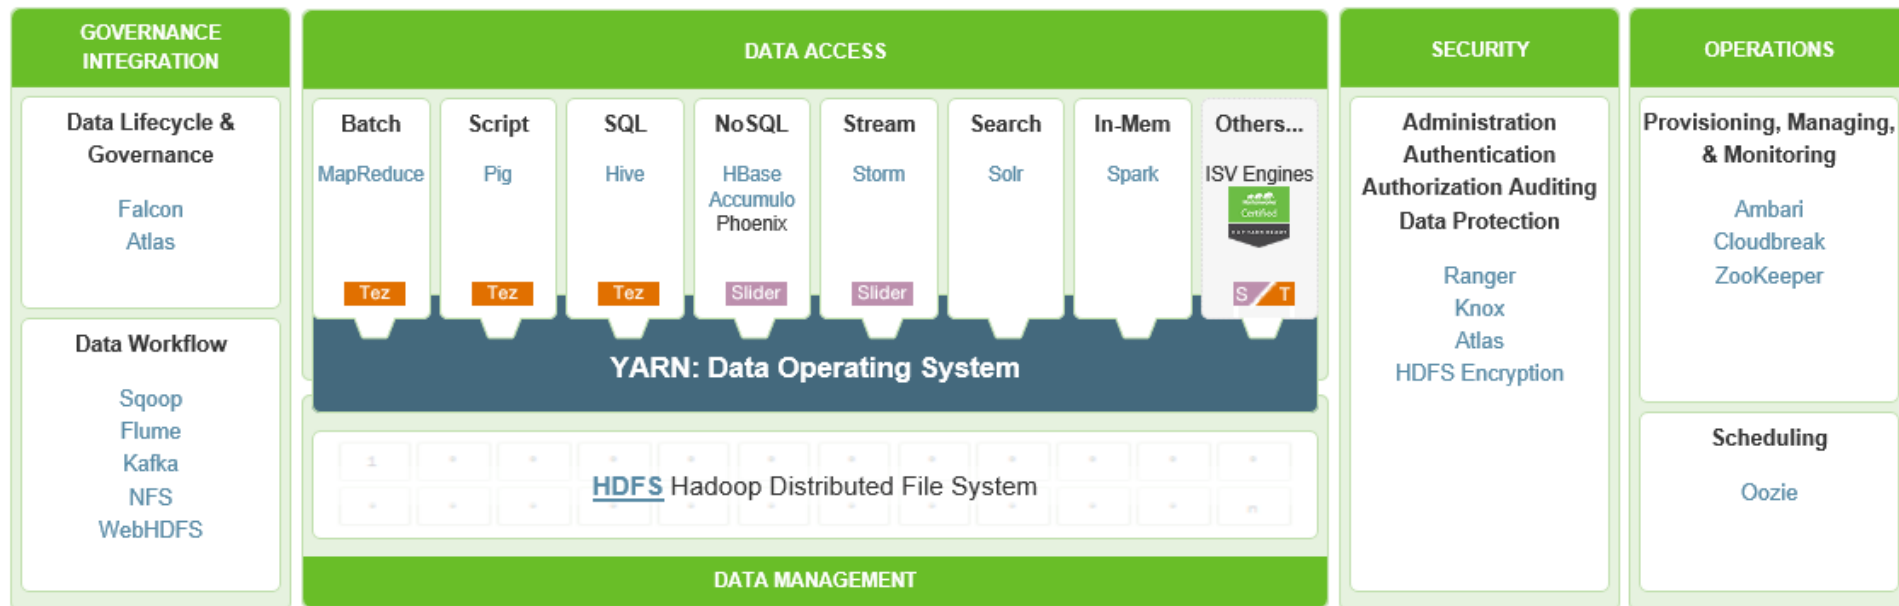 GOVERNANCE
INTEGRATION
Data Lifecycle &
Governance
Falcon
Atlas
Data Workflow
Sqoop
Flume
Kafka
NFS
WebHDFS
DATA ACCESS
Batch
MapReduce
Tez
Script
Pig
Tez
SQL
Hive
Tez
NoSQL
HBase
Accumulo
Phoenix
Slider
Stream
Storm
Slider
Search
Solr
In-Mem
Spark
Others...
ISV Engines
Certified
S T
YARN: Data Operating System
1
HDFS Hadoop Distributed File System
n
DATA MANAGEMENT
SECURITY
Administration
Authentication
Authorization Auditing
Data Protection
Ranger
Knox
Atlas
HDFS Encryption
OPERATIONS
Provisioning, Managing,
& Monitoring
Ambari
Cloudbreak
ZooKeeper
Scheduling
Oozie